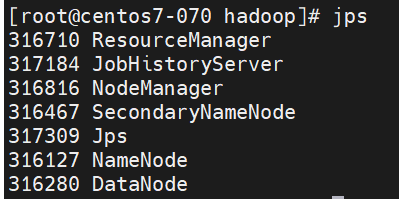 [root@centos7-070 hadoop]# jps
316710 ResourceManager
317184 JobHistoryServer
316816 NodeManager
316467 SecondaryNameNode
317309 Jps
316127 NameNode
316280 DataNode